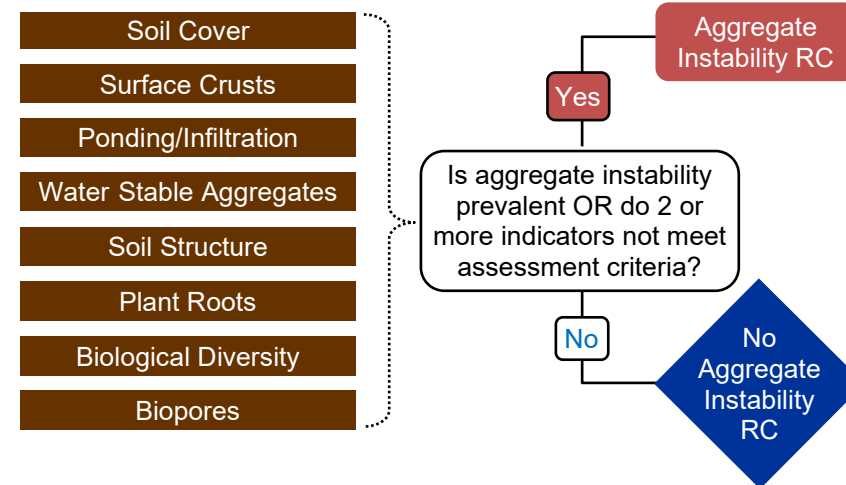 Soil Cover
Surface Crusts
Ponding/Infiltration
Water Stable Aggregates
Soil Structure
Plant Roots
Biological Diversity
Biopores
Aggregate
Instability RC
Yes
Is aggregate instability
prevalent OR do 2 or
more indicators not meet
assessment criteria?
No
No
Aggregate
Instability
RC